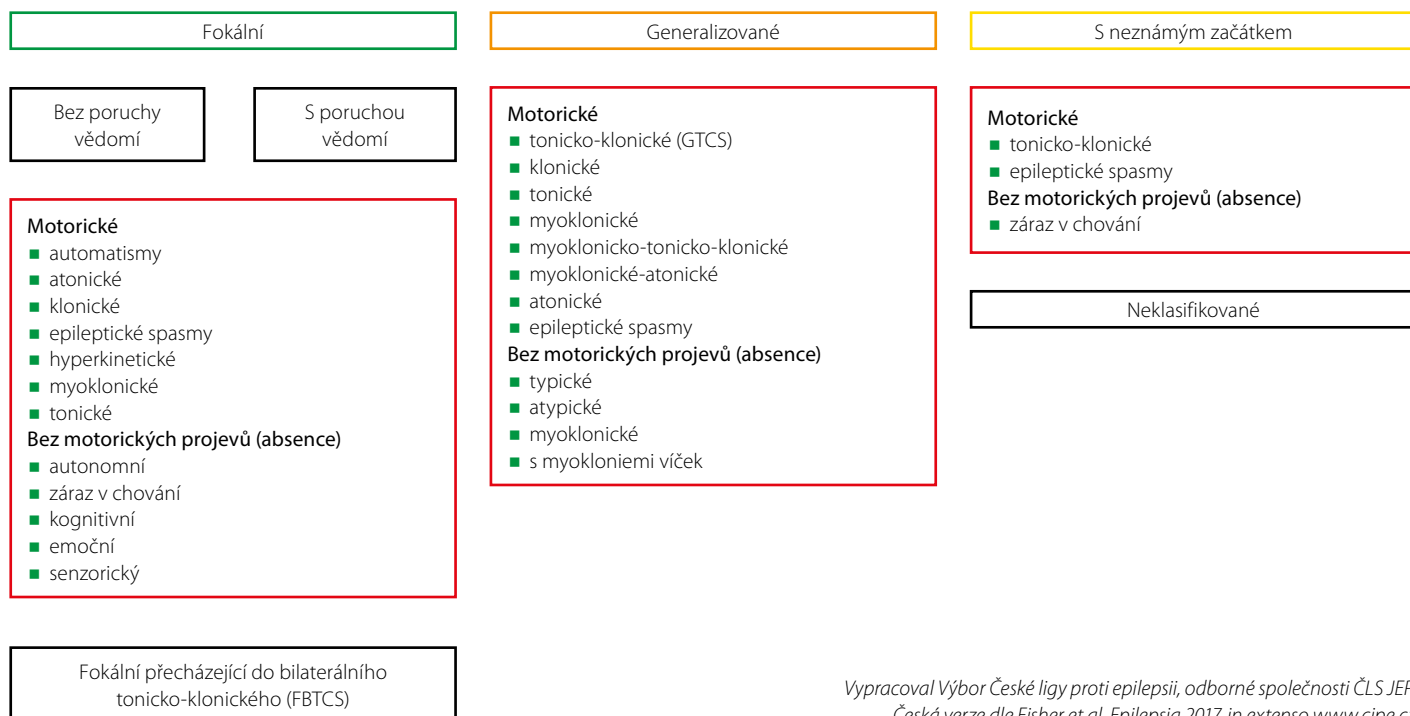 Fokální
Bez poruchy
vědomí
S poruchou
vědomí
Motorické
automatismy
atonické
klonické
epileptické spasmy
hyperkinetické
myoklonické
tonické
Bez motorických projevů (absence)
autonomní
záraz v chování
kognitivní
emoční
senzorický
Fokální přecházející do bilaterálního
tonicko-klonického (FBTCS)
Generalizované
Motorické
tonicko-klonické (GTCS)
klonické
tonické
myoklonické
myoklonicko-tonicko-klonické
myoklonické-atonické
atonické
epileptické spasmy
Bez motorických projevů (absence)
typické
atypické
myoklonické
s myokloniemi víček
S neznámým začátkem
Motorické
tonicko-klonické
epileptické spasmy
Bez motorických projevů (absence)
záraz v chování
Neklasifikované
Vypracoval Výbor České ligy proti epilepsii, odborné společnosti ČLS JEP
Česká verze dle Fisher et al. Epilepsia 2017, in extenso